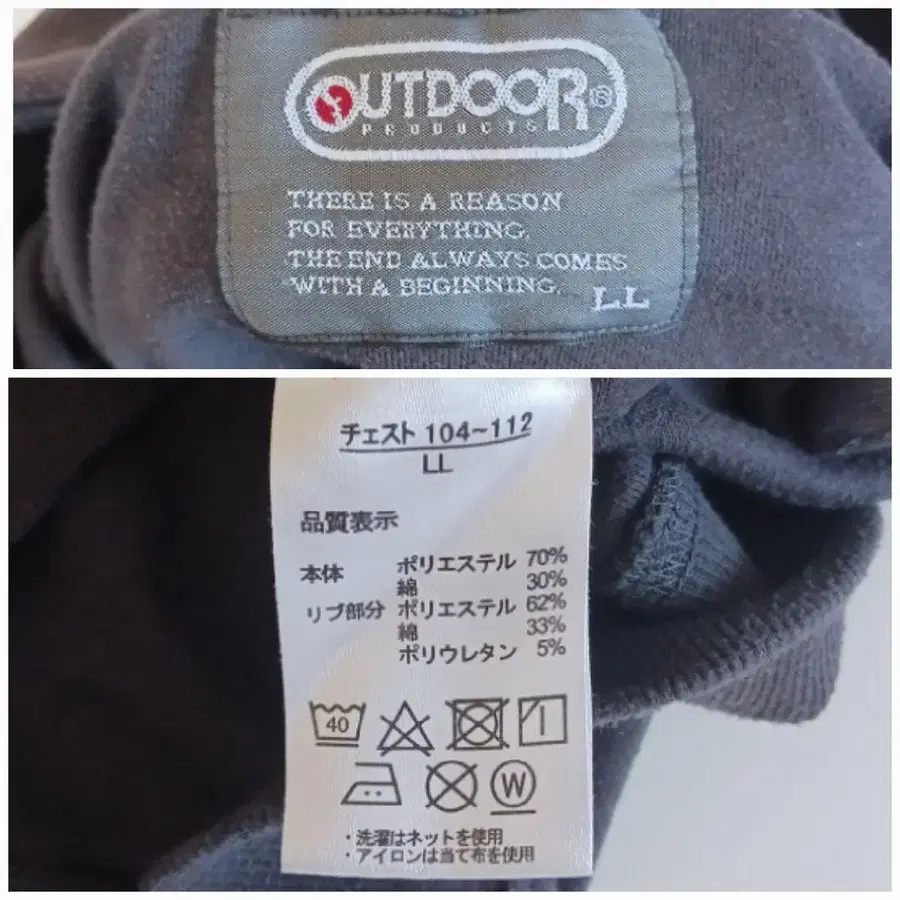 OUTDOOR®
PRODUCTS
THERE IS A REASON
FOR EVERYTHING.
THE END ALWAYS COMES
WITH A BEGINNING.
LL
チェスト 104~112
LL
品質表示
本体 ポリエステル 70%
綿 30%
リブ部分 ポリエステル 62%
綿 33%
ポリウレタン 5%
40
W
・洗濯はネットを使用
・アイロンは当て布を使用